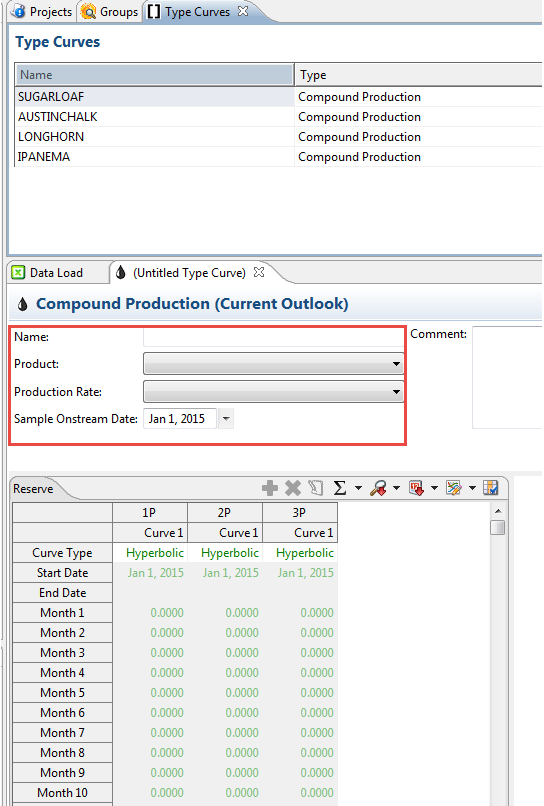 Projects Groups Type Curves
Type Curves
Name Type
SUGARLOAF Compound Production
AUSTINCHALK Compound Production
LONGHORN Compound Production
IPANEMA Compound Production
Data Load (Untitled Type Curve)
Compound Production (Current Outlook)
Name: Comment:
Product:
Production Rate:
Sample Onstream Date: Jan 1, 2015
Reserve
1P 2P 3P
Curve 1 Curve 1 Curve 1
Curve Type Hyperbolic Hyperbolic Hyperbolic
Start Date Jan 1, 2015 Jan 1, 2015 Jan 1, 2015
End Date
Month 1 0.0000 0.0000 0.0000
Month 2 0.0000 0.0000 0.0000
Month 3 0.0000 0.0000 0.0000
Month 4 0.0000 0.0000 0.0000
Month 5 0.0000 0.0000 0.0000
Month 6 0.0000 0.0000 0.0000
Month 7 0.0000 0.0000 0.0000
Month 8 0.0000 0.0000 0.0000
Month 9 0.0000 0.0000 0.0000
Month 10 0.0000 0.0000 0.0000